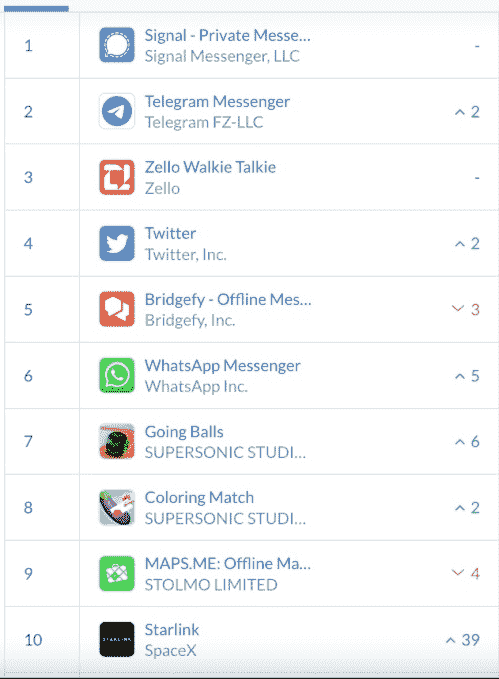 1
Signal - Private Messe...
Signal Messenger, LLC
-
2
Telegram Messenger
Telegram FZ-LLC
^ 2
3
Zello Walkie Talkie
Zello
-
4
Twitter
Twitter, Inc.
^ 2
5
Bridgefy - Offline Mes...
Bridgefy, Inc.
3
6
WhatsApp Messenger
WhatsApp Inc.
^ 5
7
Going Balls
SUPERSONIC STUDI...
^ 6
8
Coloring Match
SUPERSONIC STUDI...
^ 2
9
MAPS.ME: Offline Ma...
STOLMO LIMITED
4
10
STARLINK
Starlink
SpaceX
^ 39